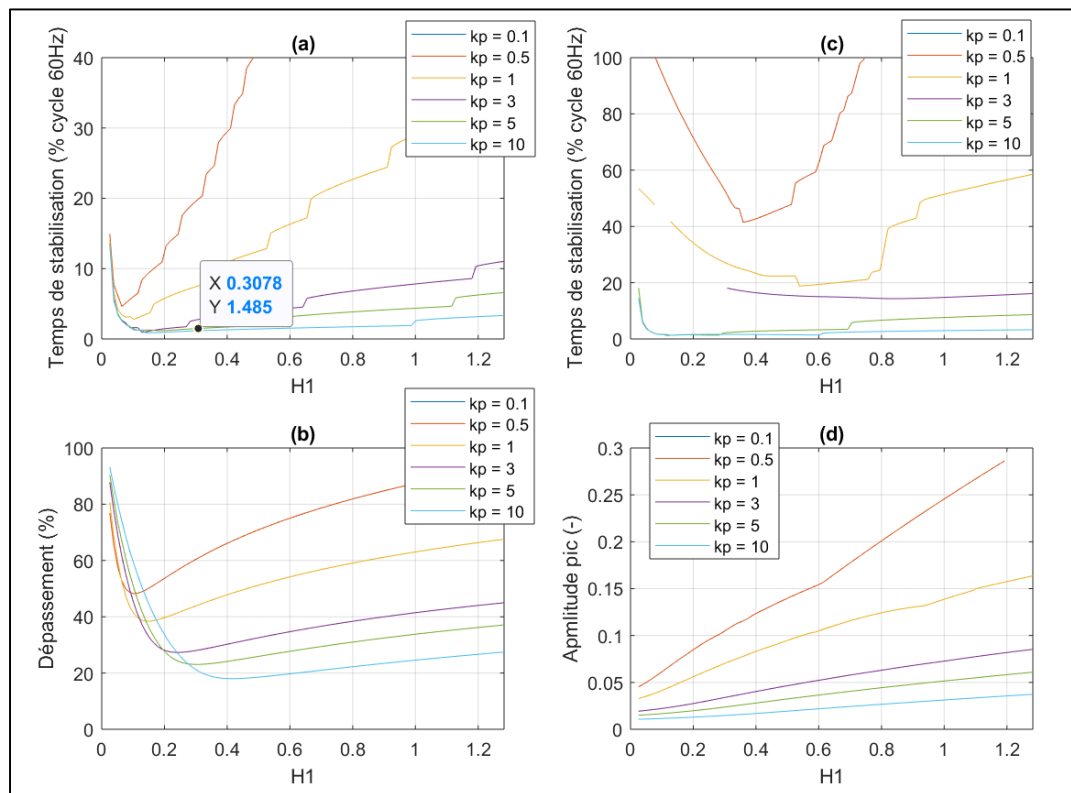 (a)
kp = 0.1
kp = 0.5
kp = 1
kp = 3
kp = 5
kp = 10
Temps de stabilisation (% cycle 60Hz)
40
30
20
10
0
X 0.3078
Y 1.485
0 0.2 0.4 0.6 0.8 1 1.2
H1
(c)
kp = 0.1
kp = 0.5
kp = 1
kp = 3
kp = 5
kp = 10
Temps de stabilisation (% cycle 60Hz)
100
80
60
40
20
0
0 0.2 0.4 0.6 0.8 1 1.2
H1
(b)
kp = 0.1
kp = 0.5
kp = 1
kp = 3
kp = 5
kp = 10
Dépassement (%)
100
80
60
40
20
0
0 0.2 0.4 0.6 0.8 1 1.2
H1
(d)
kp = 0.1
kp = 0.5
kp = 1
kp = 3
kp = 5
kp = 10
Apmlitude pic (-)
0.3
0.25
0.2
0.15
0.1
0.05
0
0 0.2 0.4 0.6 0.8 1 1.2
H1